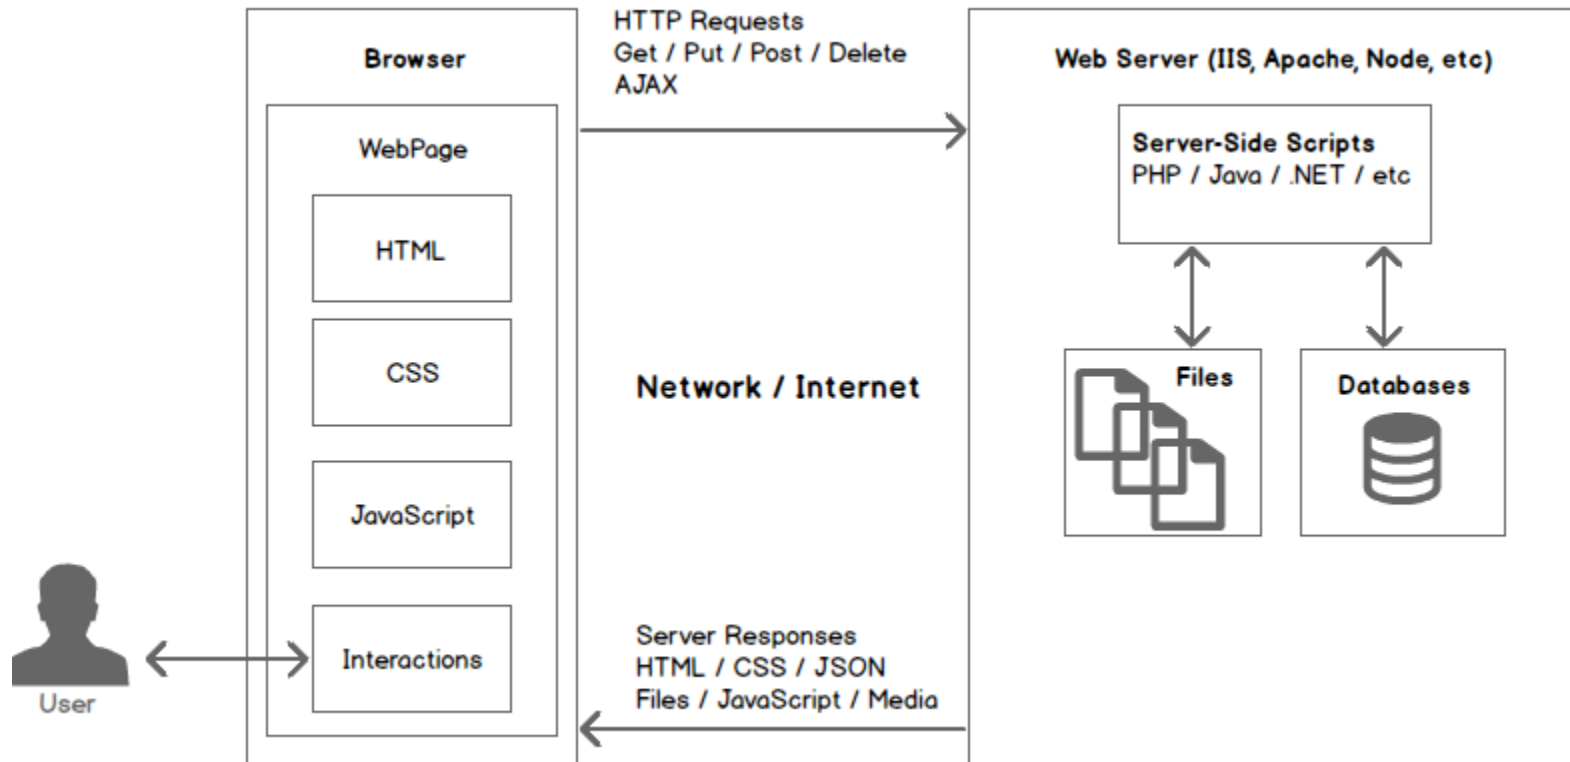 Browser
WebPage
HTML
CSS
JavaScript
Interactions
User
HTTP Requests
Get / Put / Post / Delete
AJAX
Network / Internet
Server Responses
HTML / CSS / JSON
Files / JavaScript / Media
Web Server (IIS, Apache, Node, etc)
Server-Side Scripts
PHP / Java / .NET / etc
Files
Databases